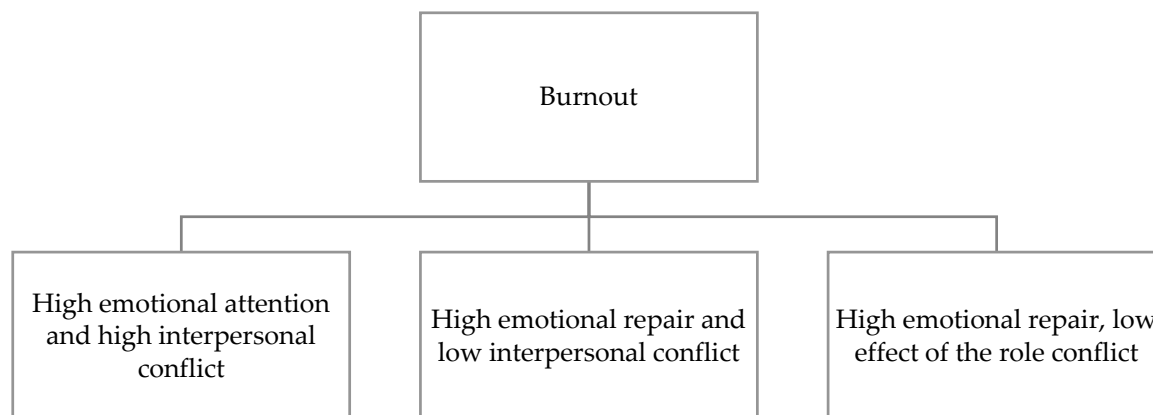 Burnout
High emotional attention
and high interpersonal
conflict
High emotional repair and
low interpersonal conflict
High emotional repair, low
effect of the role conflict